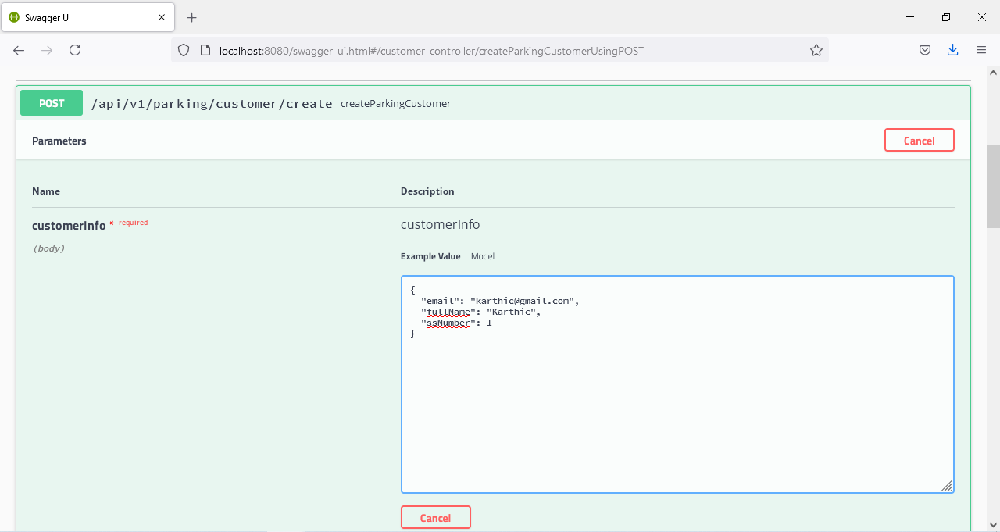 Swagger UI
localhost:8080/swagger-ui.html#/customer-controller/createParkingCustomerUsingPOST
POST /api/v1/parking/customer/create createParkingCustomer
Parameters Cancel
Name Description
customerInfo * required customerInfo
(body)
Example Value Model
{
"email": "karthic@gmail.com",
"fullName": "Karthic",
"ssNumber": 1
}
Cancel